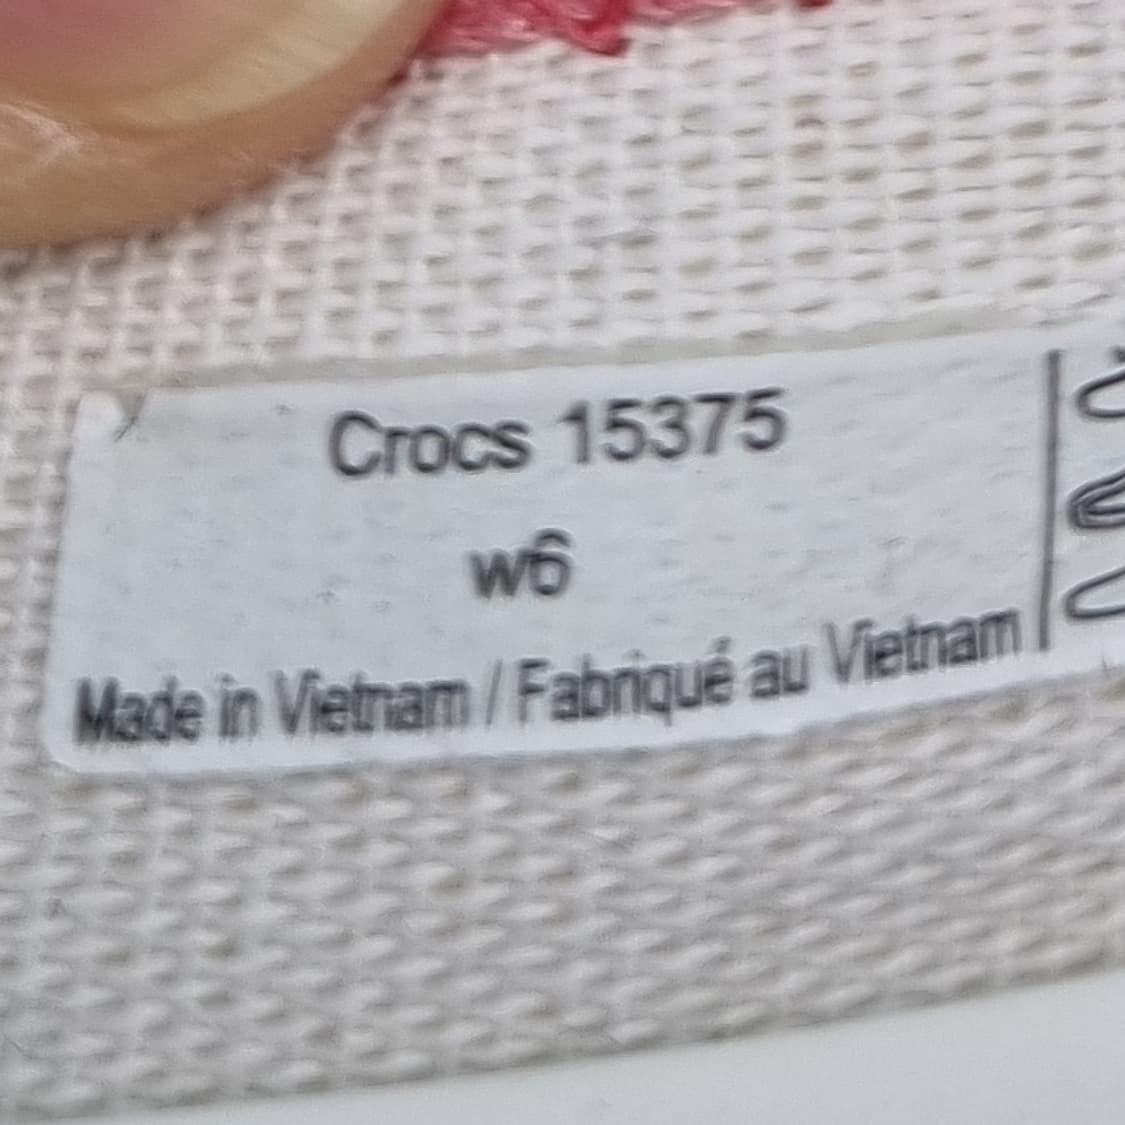 Crocs 15375
w6
Made in Vietnam / Fabriqué au Vietnam